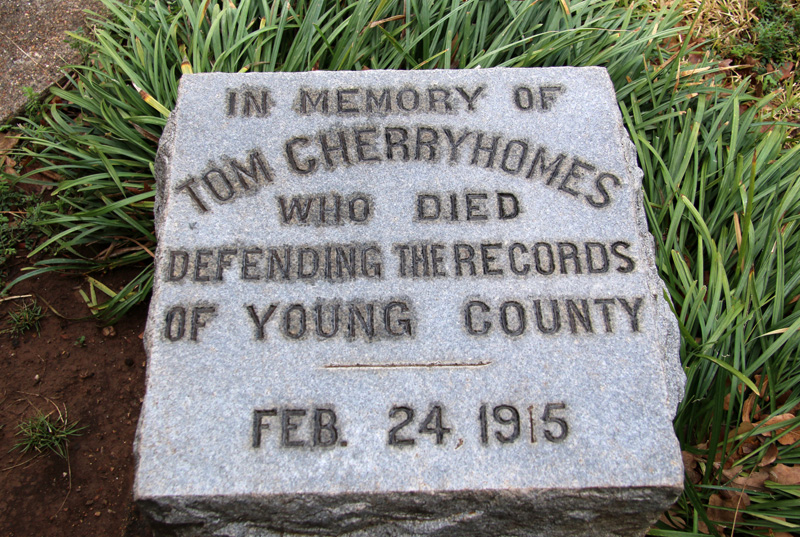 IN MEMORY OF
TOM CHERRYHOMES
WHO DIED
DEFENDING THE RECORDS
OF YOUNG COUNTY
FEB. 24, 1915